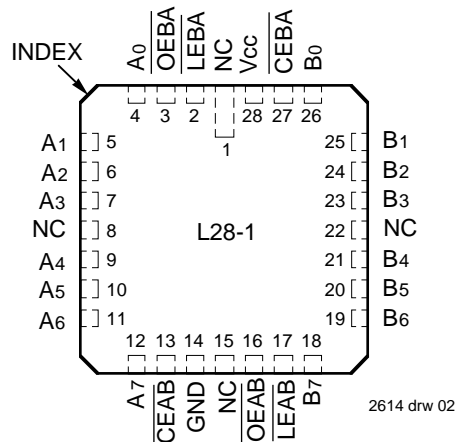 INDEX
A0 OEBA LEBA NC Vcc CEBA B0
4 3 2 28 27 26
1
A1 5 25 B1
A2 6 24 B2
A3 7 23 B3
NC 8 L28-1 22 NC
A4 9 21 B4
A5 10 20 B5
A6 11 19 B6
12 13 14 15 16 17 18
A7 CEAB GND NC OEAB LEAB B7
2614 drw 02